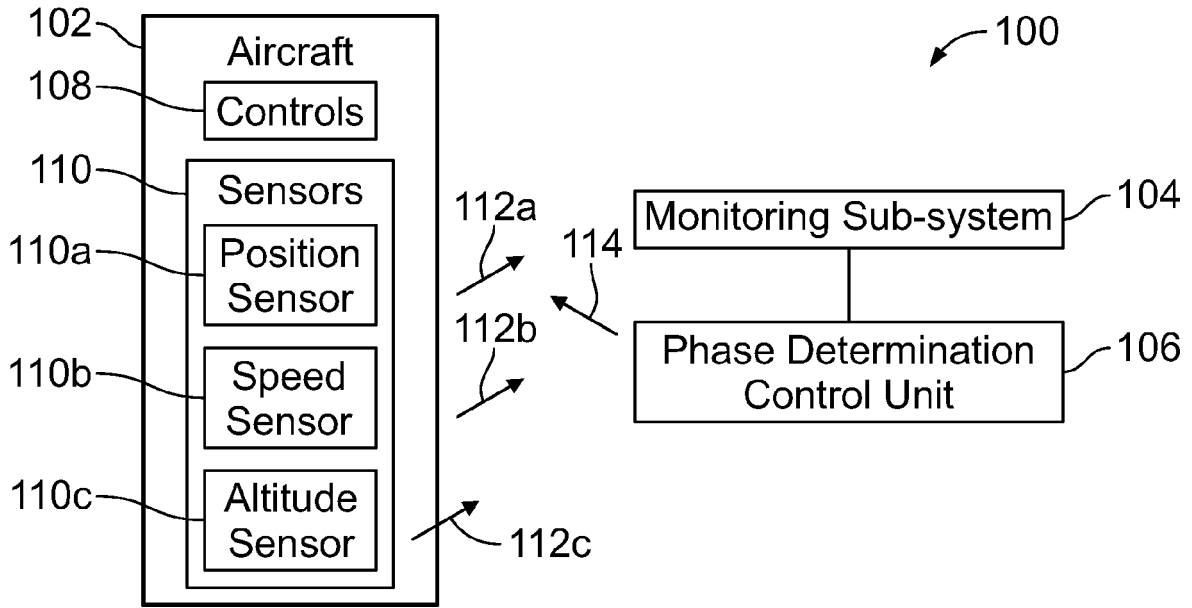 102
Aircraft
100
108
Controls
110
Sensors
112a
Monitoring Sub-system
104
110a
Position
Sensor
114
112b
Phase Determination
Control Unit
106
110b
Speed
Sensor
110c
Altitude
Sensor
112c